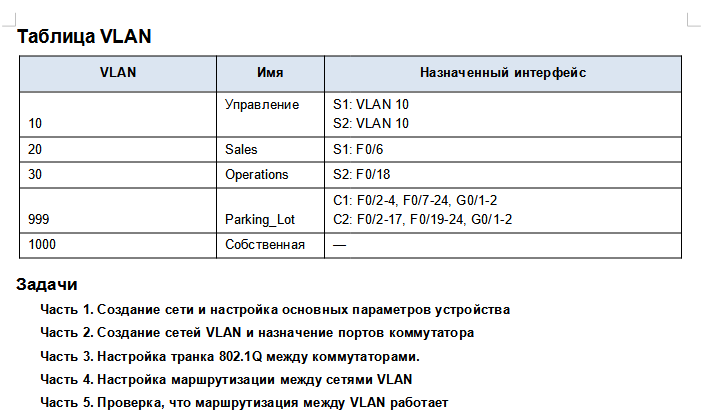 Таблица VLAN
VLAN Имя Назначенный интерфейс
10 Управление S1: VLAN 10
S2: VLAN 10
20 Sales S1: F0/6
30 Operations S2: F0/18
999 Parking_Lot C1: F0/2-4, F0/7-24, G0/1-2
C2: F0/2-17, F0/19-24, G0/1-2
1000 Собственная —
Задачи
Часть 1. Создание сети и настройка основных параметров устройства
Часть 2. Создание сетей VLAN и назначение портов коммутатора
Часть 3. Настройка транка 802.1Q между коммутаторами.
Часть 4. Настройка маршрутизации между сетями VLAN
Часть 5. Проверка, что маршрутизация между VLAN работает